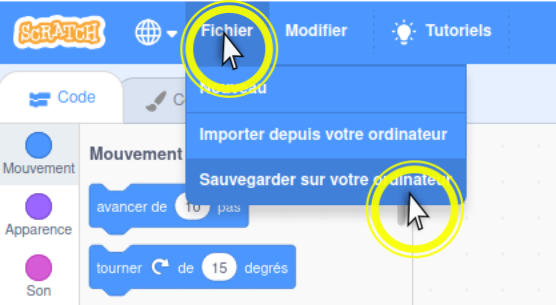 SCRATCH Fichier Modifier Tutoriels
Nouveau
Code C
Importer depuis votre ordinateur
Mouvement
Sauvegarder sur votre ordinateur
Mouvement
avancer de 10 pas
Apparence
tourner de 15 degrés
Son